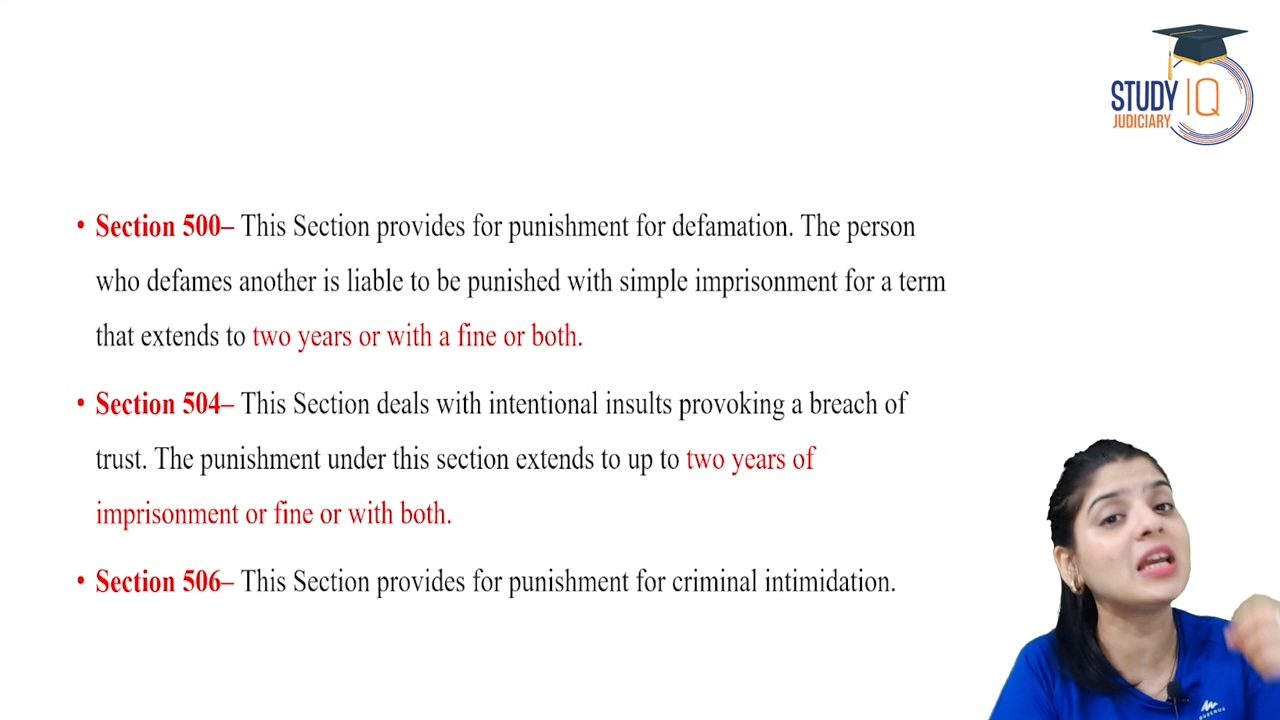 STUDY IQ
JUDICIARY
• Section 500– This Section provides for punishment for defamation. The person
who defames another is liable to be punished with simple imprisonment for a term
that extends to two years or with a fine or both.
• Section 504– This Section deals with intentional insults provoking a breach of
trust. The punishment under this section extends to up to two years of
imprisonment or fine or with both.
• Section 506– This Section provides for punishment for criminal intimidation.